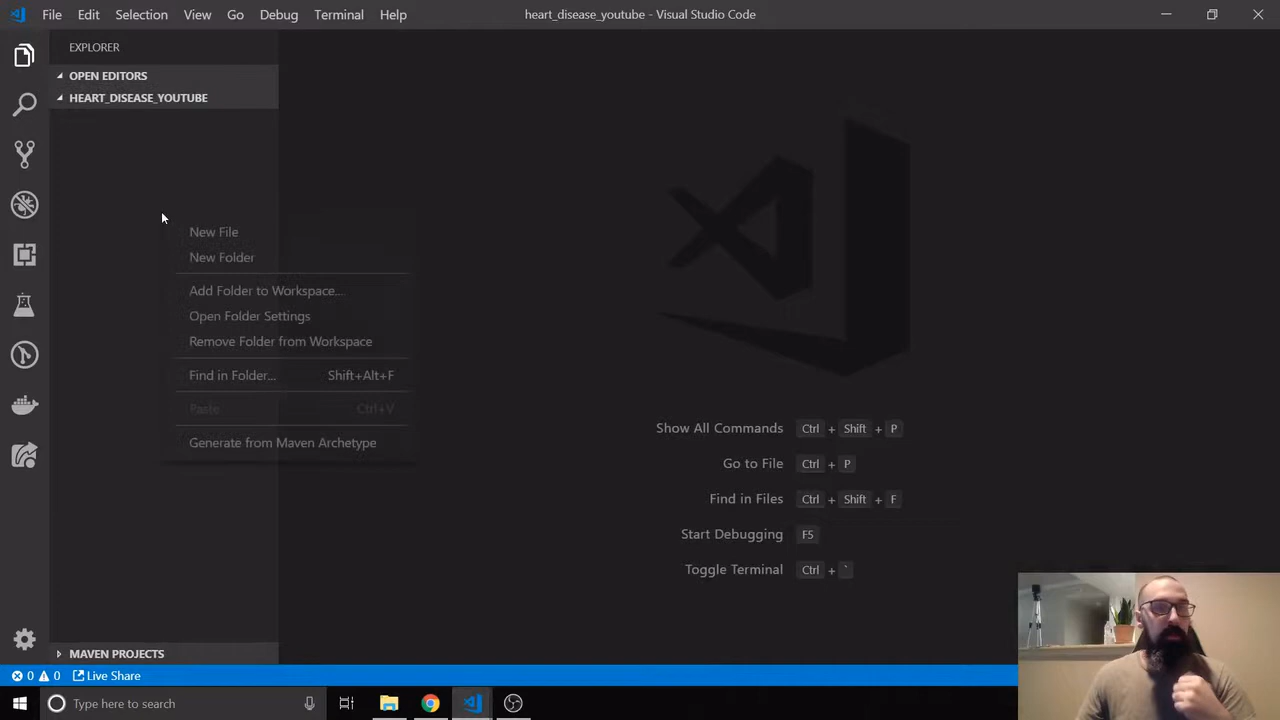 File Edit Selection View Go Debug Terminal Help
heart_disease_youtube - Visual Studio Code
EXPLORER
OPEN EDITORS
HEART_DISEASE_YOUTUBE
New File
New Folder
Add Folder to Workspace...
Open Folder Settings
Remove Folder from Workspace
Find in Folder... Shift+Alt+F
Paste Ctrl+V
Generate from Maven Archetype
Show All Commands Ctrl + Shift + P
Go to File Ctrl + P
Find in Files Ctrl + Shift + F
Start Debugging F5
Toggle Terminal Ctrl + `
MAVEN PROJECTS
0 0 Live Share
Type here to search